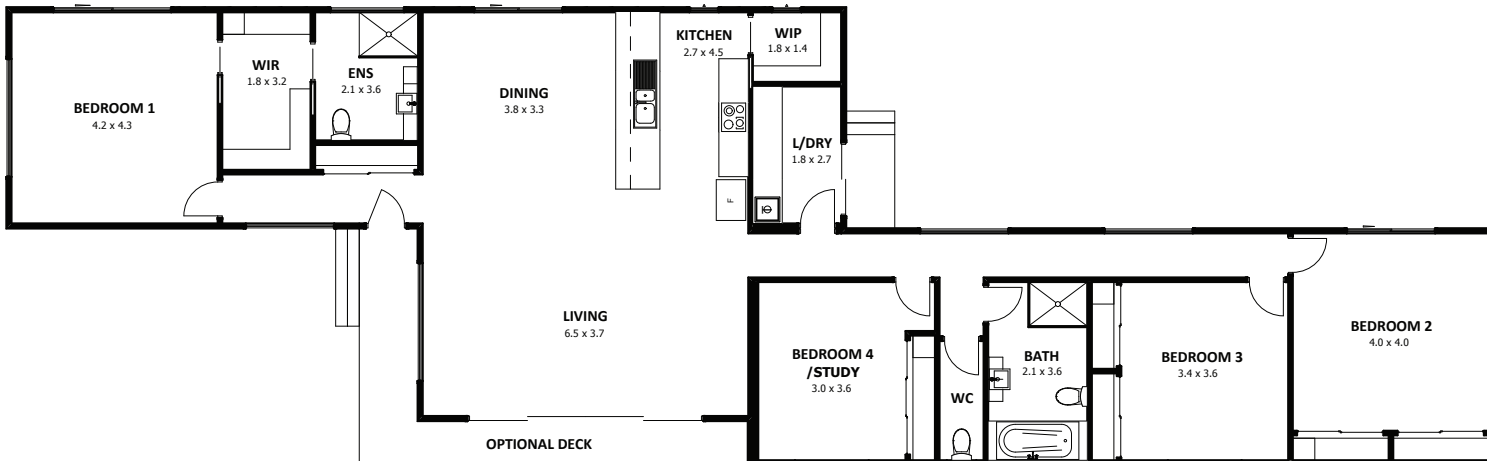 BEDROOM 1
4.2 x 4.3
WIR
1.8 x 3.2
ENS
2.1 x 3.6
DINING
3.8 x 3.3
KITCHEN
2.7 x 4.5
WIP
1.8 x 1.4
L/DRY
1.8 x 2.7
F
LIVING
6.5 x 3.7
OPTIONAL DECK
BEDROOM 4
/STUDY
3.0 x 3.6
WC
BATH
2.1 x 3.6
BEDROOM 3
3.4 x 3.6
BEDROOM 2
4.0 x 4.0